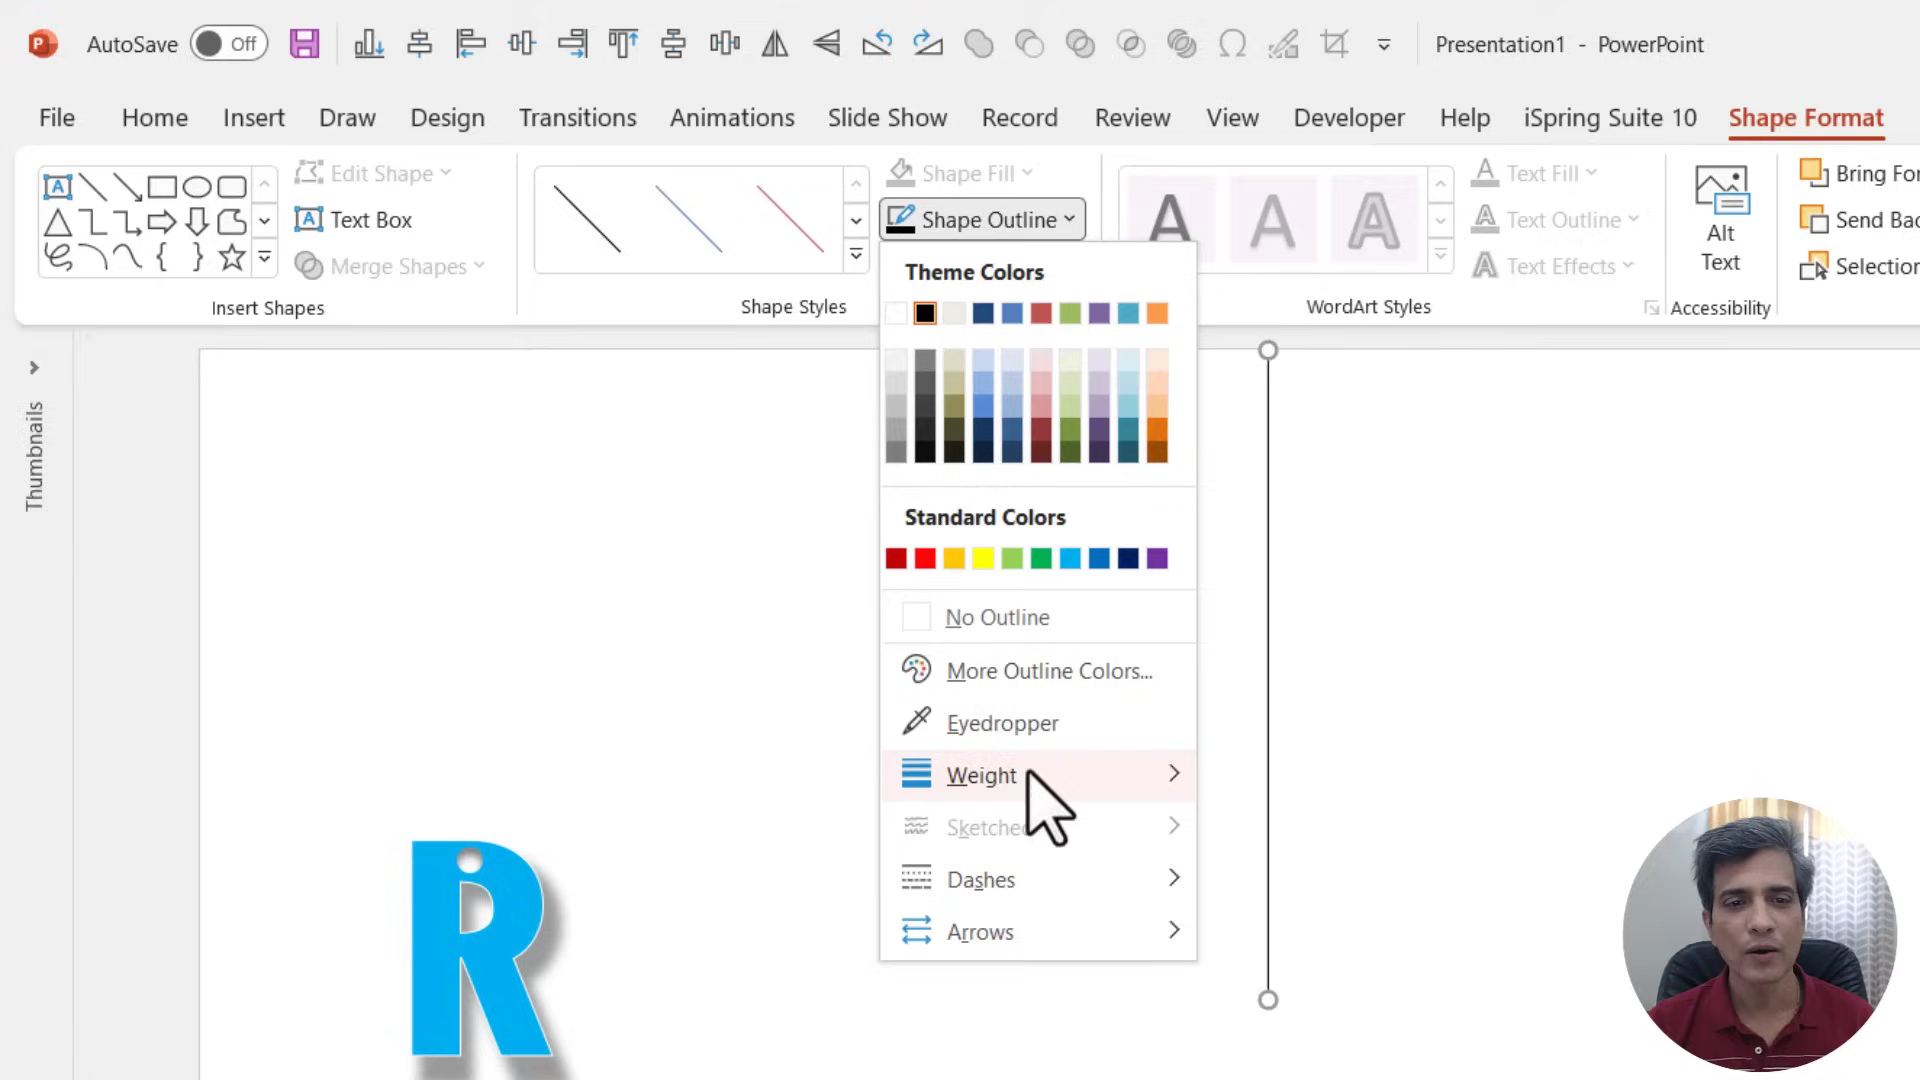 AutoSave Off Presentation1 - PowerPoint
File Home Insert Draw Design Transitions Animations Slide Show Record Review View Developer Help iSpring Suite 10 Shape Format
Edit Shape
Text Box
Merge Shapes
Insert Shapes
Shape Styles
Shape Fill
Shape Outline
Theme Colors
Standard Colors
No Outline
More Outline Colors...
Eyedropper
Weight
Sketched
Dashes
Arrows
A A A
WordArt Styles
Text Fill
Text Outline
Text Effects
Alt
Text
Accessibility
Bring For
Send Bac
Selection
Thumbnails
R